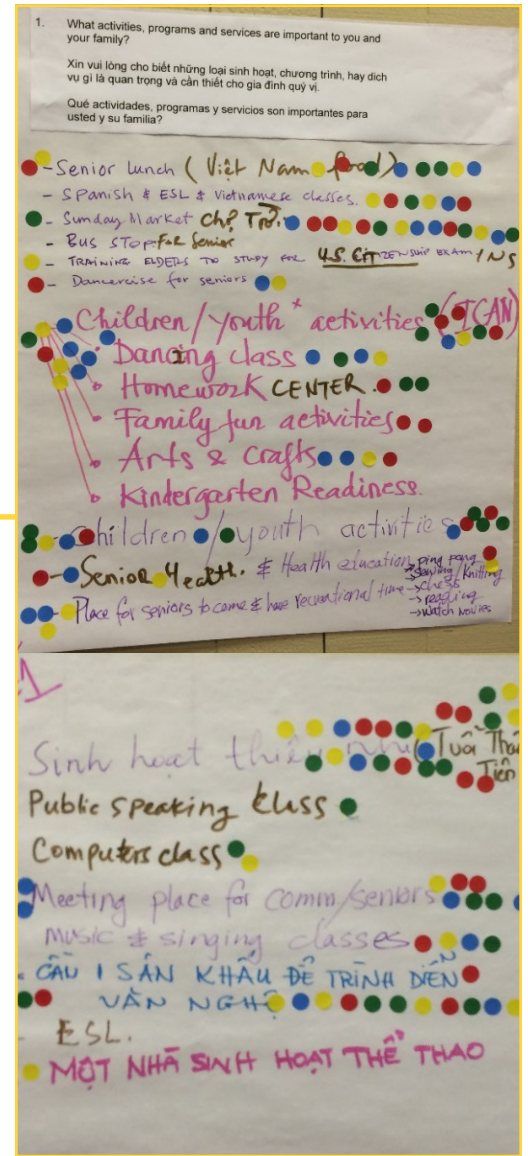 1. What activities, programs and services are important to you and
your family?
Xin vui lòng cho biết những loại sinh hoạt, chương trình, hay dich
vụ gì là quan trọng và cần thiết cho gia đình quý vị.
Qué actividades, programas y servicios son importantes para
usted y su familia?
- Senior lunch (Việt Nam food)
- Spanish & ESL & Vietnamese classes.
- Sunday Market Chợ Trời
- Bus stop For Senior
- TRAINING ELDERS TO STUDY FOR U.S. CITIZENSHIP EXAM / INS
- Dancercise for seniors
Children/youth* activities (ICAN)
Dancing class
Homework CENTER.
Family fun activities
Arts & Crafts
Kindergarten Readiness.
- Children/youth activities
- Senior Health. & Health education
→ ping pong
→ sewing/knitting
- Place for seniors to come & have recreational time → chess
→ reading
→ watch movies
Sinh hoạt thiếu nhi (Tuổi Thơ
Tiên
Public speaking class
Computers class
Meeting place for comm/seniors
music & singing classes
- CẦU 1 SÂN KHẤU ĐỂ TRÌNH DIỄN
VĂN NGHỆ
- ESL.
MỘT NHÀ SINH HOẠT THỂ THAO